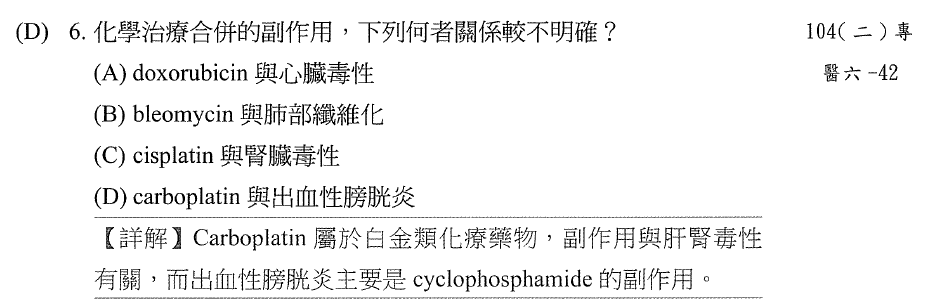 (D) 6. 化學治療合併的副作用，下列何者關係較不明確？ 104(二)專
(A) doxorubicin 與心臟毒性 醫六-42
(B) bleomycin 與肺部纖維化
(C) cisplatin 與腎臟毒性
(D) carboplatin 與出血性膀胱炎
【詳解】Carboplatin 屬於白金類化療藥物，副作用與肝腎毒性
有關，而出血性膀胱炎主要是 cyclophosphamide 的副作用。